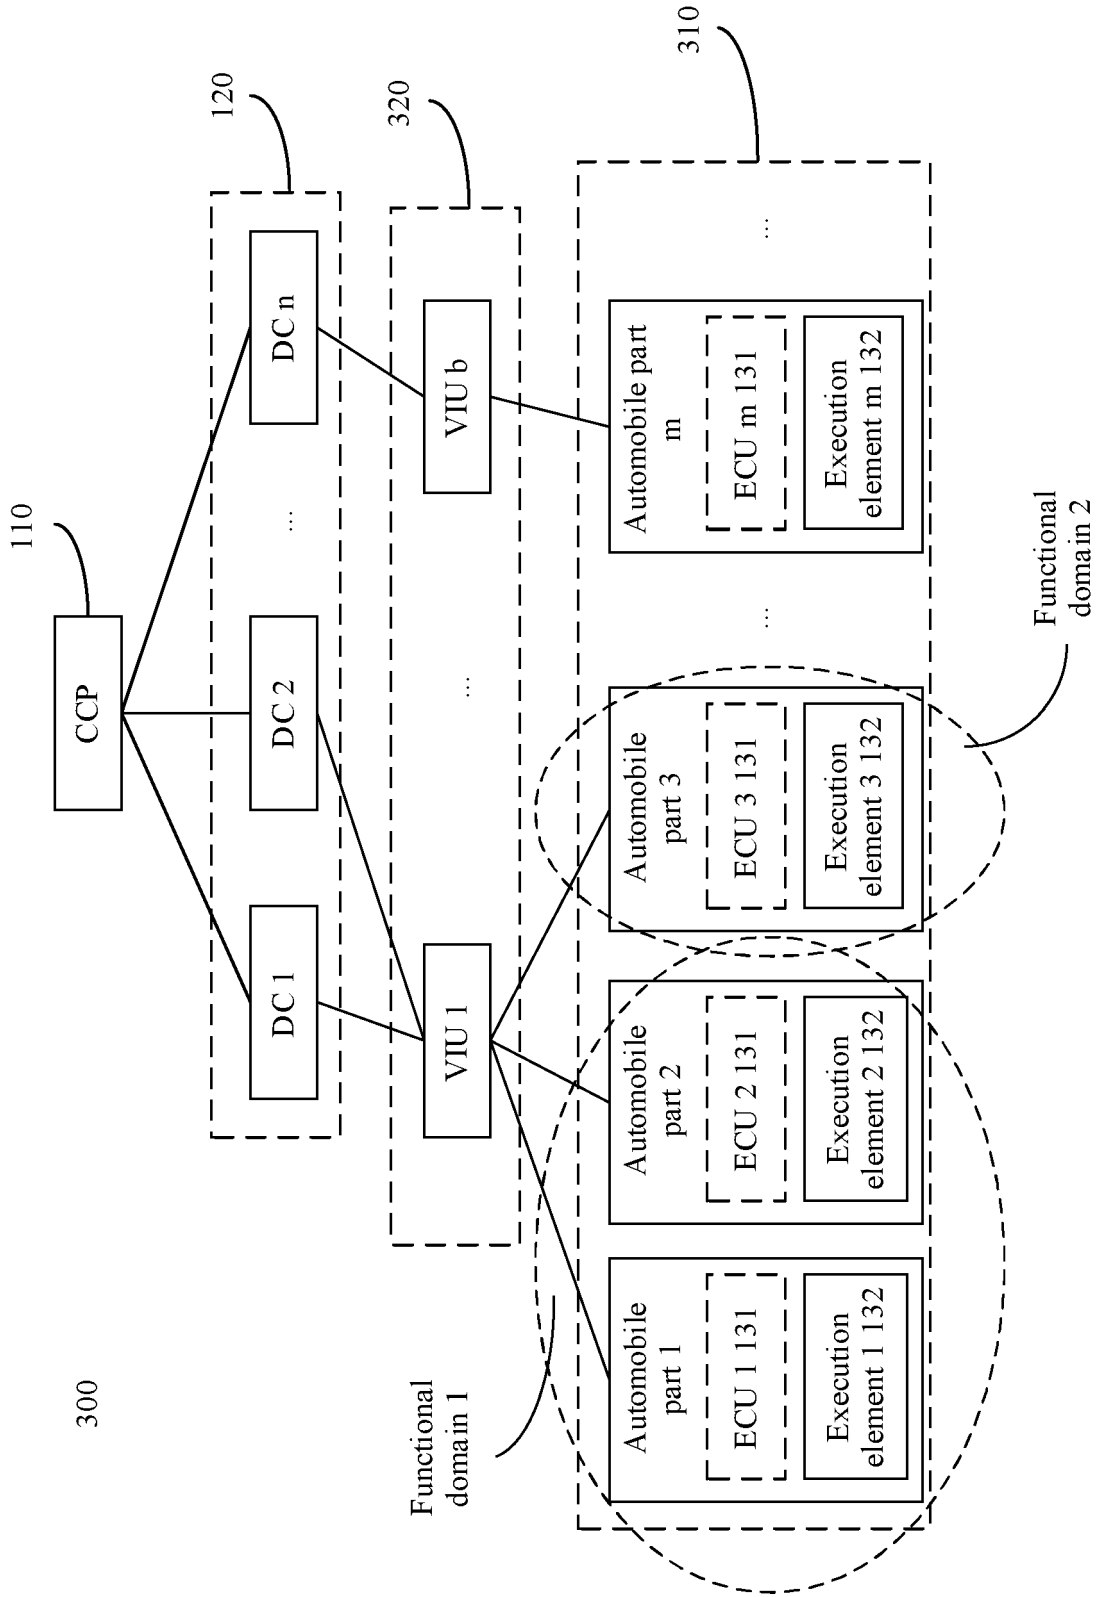 300
110
CCP
120
DC 1
DC 2
...
DC n
320
VIU 1
...
VIU b
310
Functional
domain 1
Automobile
part 1
ECU 1 131
Execution
element 1 132
Automobile
part 2
ECU 2 131
Execution
element 2 132
Automobile
part 3
ECU 3 131
Execution
element 3 132
...
Automobile part
m
ECU m 131
Execution
element m 132
...
Functional
domain 2